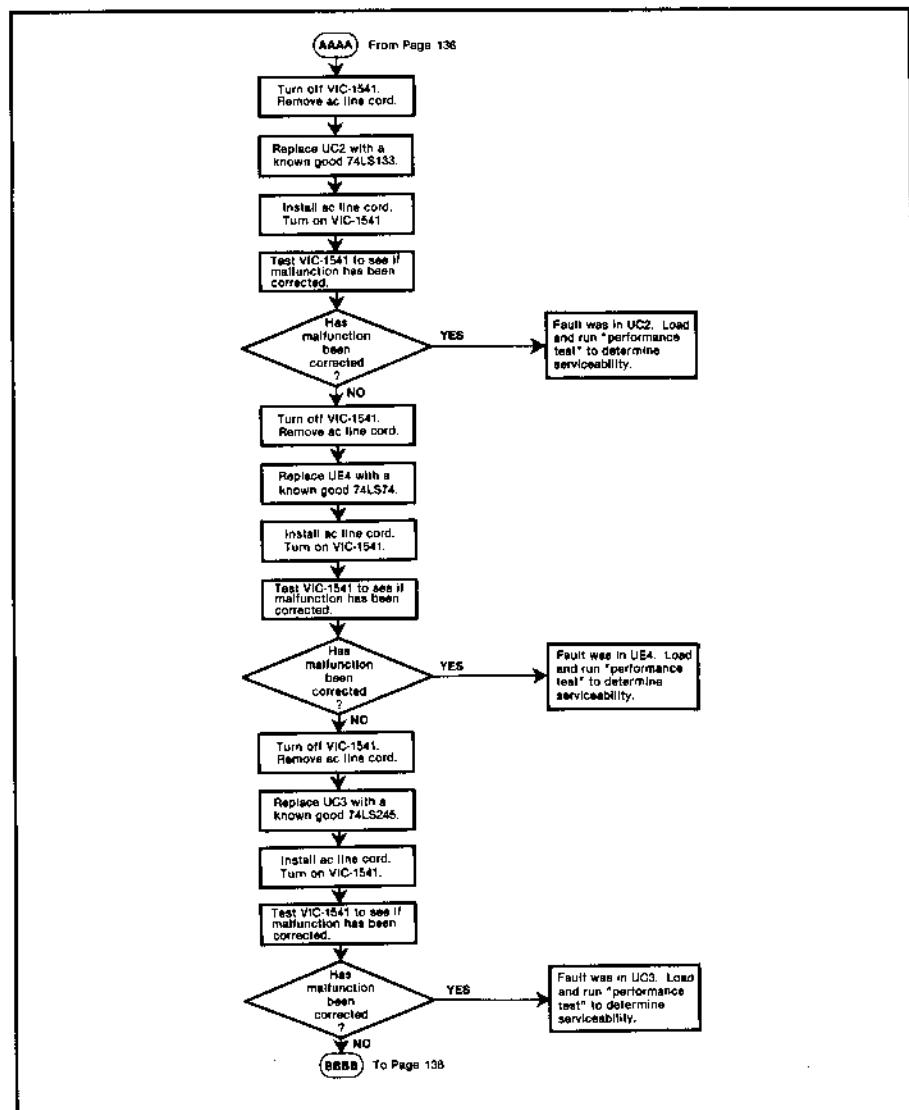 AAAA From Page 136
Turn off VIC-1541.
Remove ac line cord.
Replace UC2 with a
known good 74LS133.
Install ac line cord.
Turn on VIC-1541
Test VIC-1541 to see if
malfunction has been
corrected.
Has
malfunction
been
corrected
?
YES
Fault was in UC2. Load
and run "performance
test" to determine
serviceability.
NO
Turn off VIC-1541.
Remove ac line cord.
Replace UE4 with a
known good 74LS74.
Install ac line cord.
Turn on VIC-1541.
Test VIC-1541 to see if
malfunction has been
corrected.
Has
malfunction
been
corrected
?
YES
Fault was in UE4. Load
and run "performance
test" to determine
serviceability.
NO
Turn off VIC-1541.
Remove ac line cord.
Replace UC3 with a
known good 74LS245.
Install ac line cord.
Turn on VIC-1541.
Test VIC-1541 to see if
malfunction has been
corrected.
Has
malfunction
been
corrected
?
YES
Fault was in UC3. Load
and run "performance
test" to determine
serviceability.
NO
BBBB To Page 138